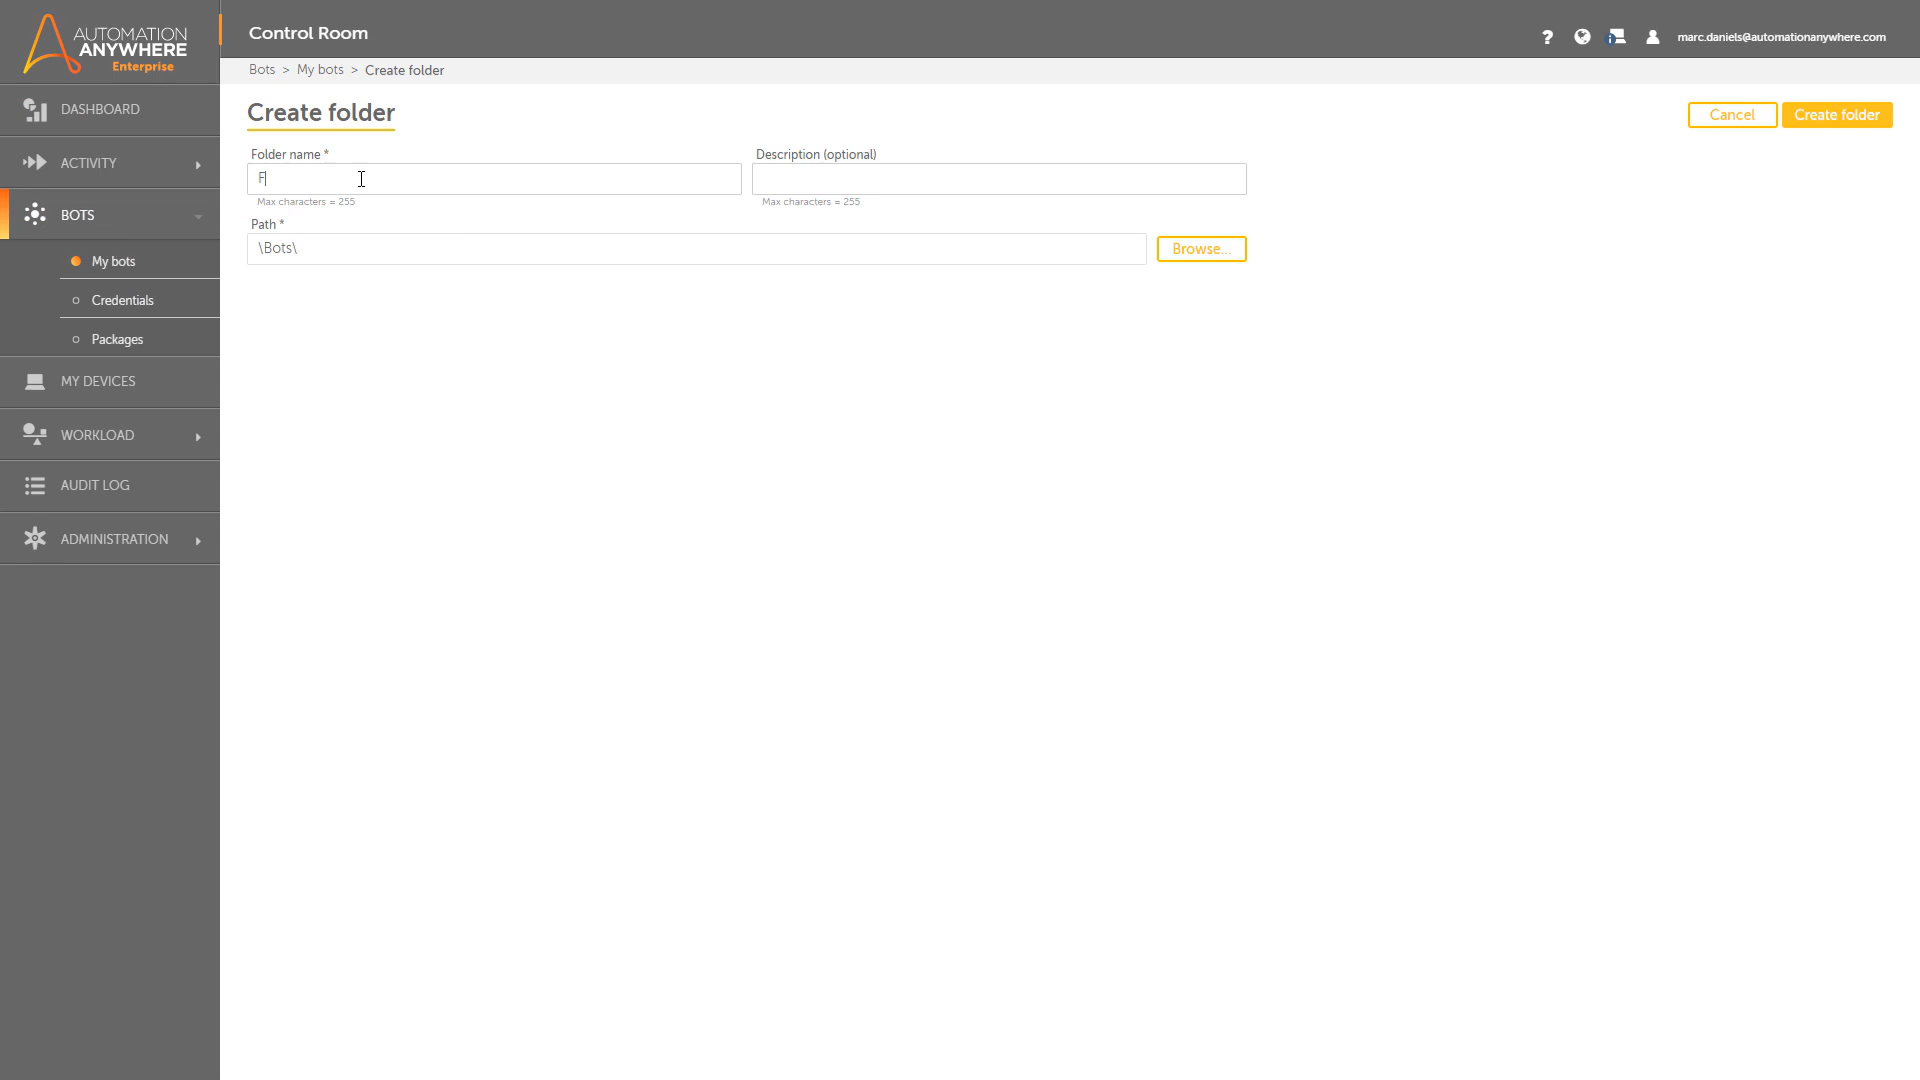 AUTOMATION
ANYWHERE
Enterprise
Control Room
? marc.daniels@automationanywhere.com
Bots > My bots > Create folder
DASHBOARD
ACTIVITY
BOTS
My bots
Credentials
Packages
MY DEVICES
WORKLOAD
AUDIT LOG
ADMINISTRATION
Create folder
Cancel Create folder
Folder name * Description (optional)
F
Max characters = 255 Max characters = 255
Path *
\Bots\ Browse...